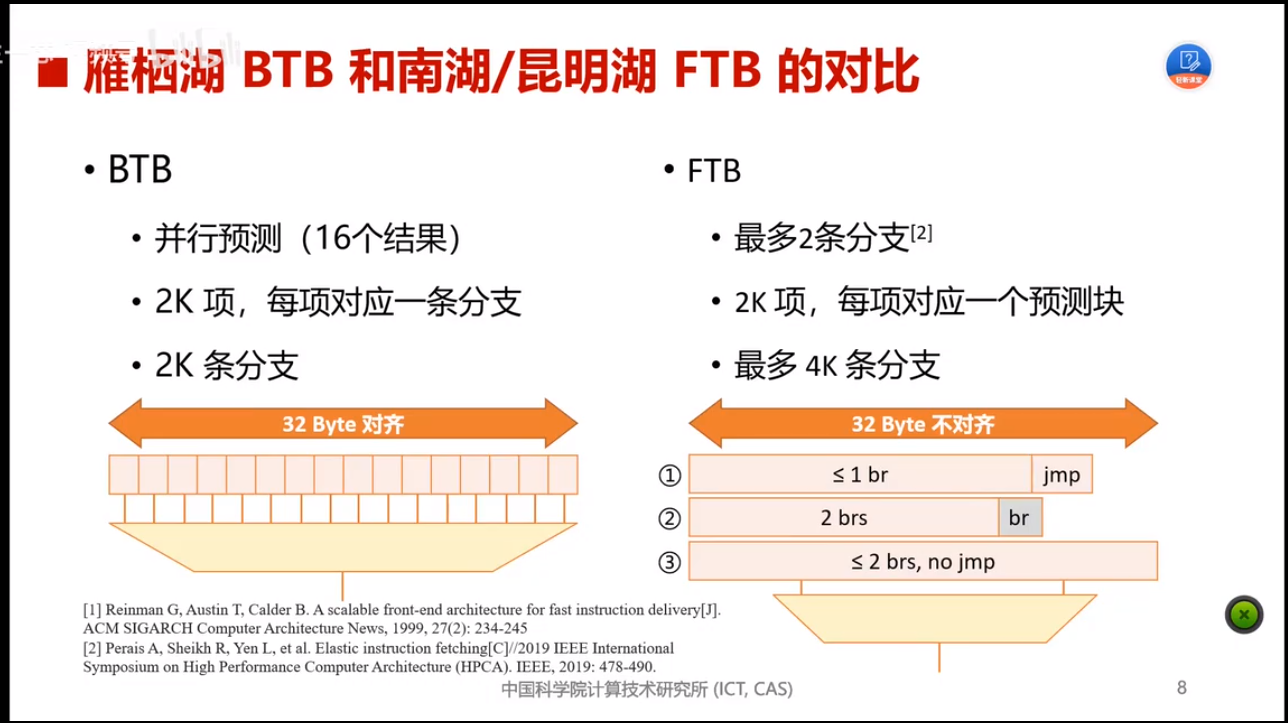 雁栖湖 BTB 和南湖/昆明湖 FTB 的对比
轻新课堂
• BTB
• 并行预测（16个结果）
• 2K 项，每项对应一条分支
• 2K 条分支
32 Byte 对齐
• FTB
• 最多2条分支[2]
• 2K 项，每项对应一个预测块
• 最多 4K 条分支
32 Byte 不对齐
① ≤ 1 br jmp
② 2 brs br
③ ≤ 2 brs, no jmp
[1] Reinman G, Austin T, Calder B. A scalable front-end architecture for fast instruction delivery[J].
ACM SIGARCH Computer Architecture News, 1999, 27(2): 234-245
[2] Perais A, Sheikh R, Yen L, et al. Elastic instruction fetching[C]//2019 IEEE International
Symposium on High Performance Computer Architecture (HPCA). IEEE, 2019: 478-490.
中国科学院计算技术研究所 (ICT, CAS)
8